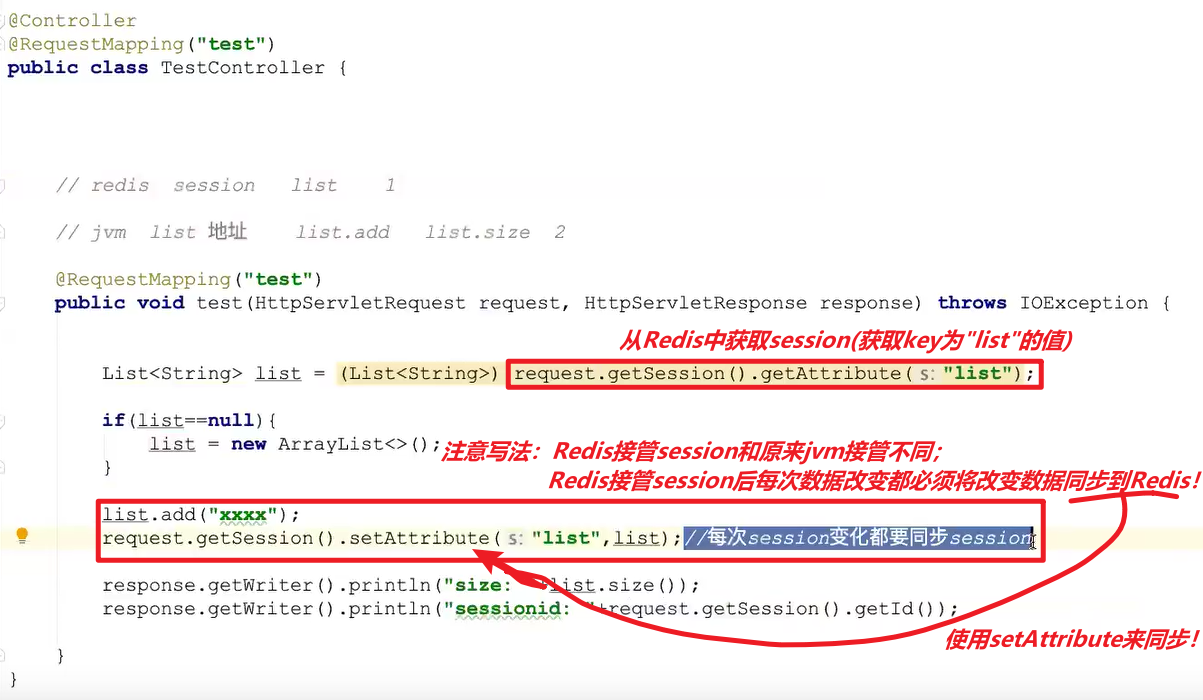 @Controller
@RequestMapping("test")
public class TestController {
// redis session list 1
// jvm list 地址 list.add list.size 2
@RequestMapping("test")
public void test(HttpServletRequest request, HttpServletResponse response) throws IOException {
从Redis中获取session(获取key为"list"的值)
List<String> list = (List<String>) request.getSession().getAttribute( s: "list");
if(list==null){
list = new ArrayList<>();
}
注意写法：Redis接管session和原来jvm接管不同；
Redis接管session后每次数据改变都必须将改变数据同步到Redis！
list.add("xxxx");
request.getSession().setAttribute( s: "list",list);//每次session变化都要同步session
response.getWriter().println("size: list.size());
response.getWriter().println("sessionid: "+request.getSession().getId());
使用setAttribute来同步！
}
}